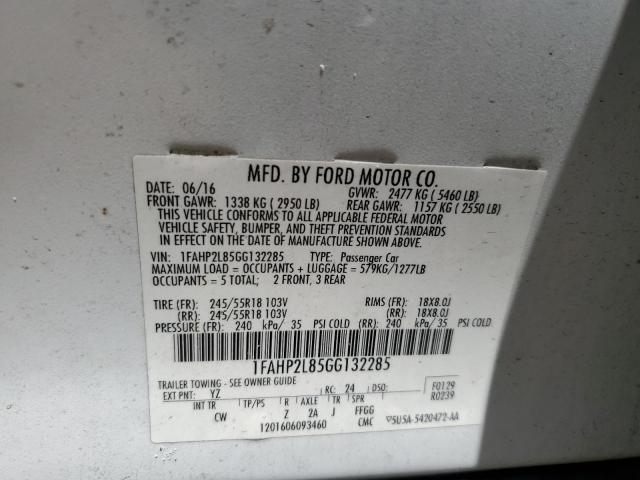 MFD. BY FORD MOTOR CO.
DATE: 06/16 GVWR: 2477 KG ( 5460 LB)
FRONT GAWR: 1338 KG ( 2950 LB) REAR GAWR: 1157 KG ( 2550 LB)
THIS VEHICLE CONFORMS TO ALL APPLICABLE FEDERAL MOTOR
VEHICLE SAFETY, BUMPER, AND THEFT PREVENTION STANDARDS
IN EFFECT ON THE DATE OF MANUFACTURE SHOWN ABOVE.
VIN: 1FAHP2L85GG132285 TYPE: Passenger Car
MAXIMUM LOAD = OCCUPANTS + LUGGAGE = 579KG/1277LB
OCCUPANTS = 5 TOTAL; 2 FRONT, 3 REAR
TIRE (FR): 245/55R18 103V RIMS (FR): 18X8.0J
(RR): 245/55R18 103V (RR): 18X8.0J
PRESSURE (FR): 240 kPa/ 35 PSI COLD (RR): 240 kPa/ 35 PSI COLD
1FAHP2L85GG132285
TRAILER TOWING - SEE OWNER GUIDE
EXT PNT: YZ RC: 24 DSO: F0129
R0239
INT TR TP/PS R AXLE TR SPR
CW Z 2A J FFGG
1201606093460 CMC ▽5U5A-5420472-AA